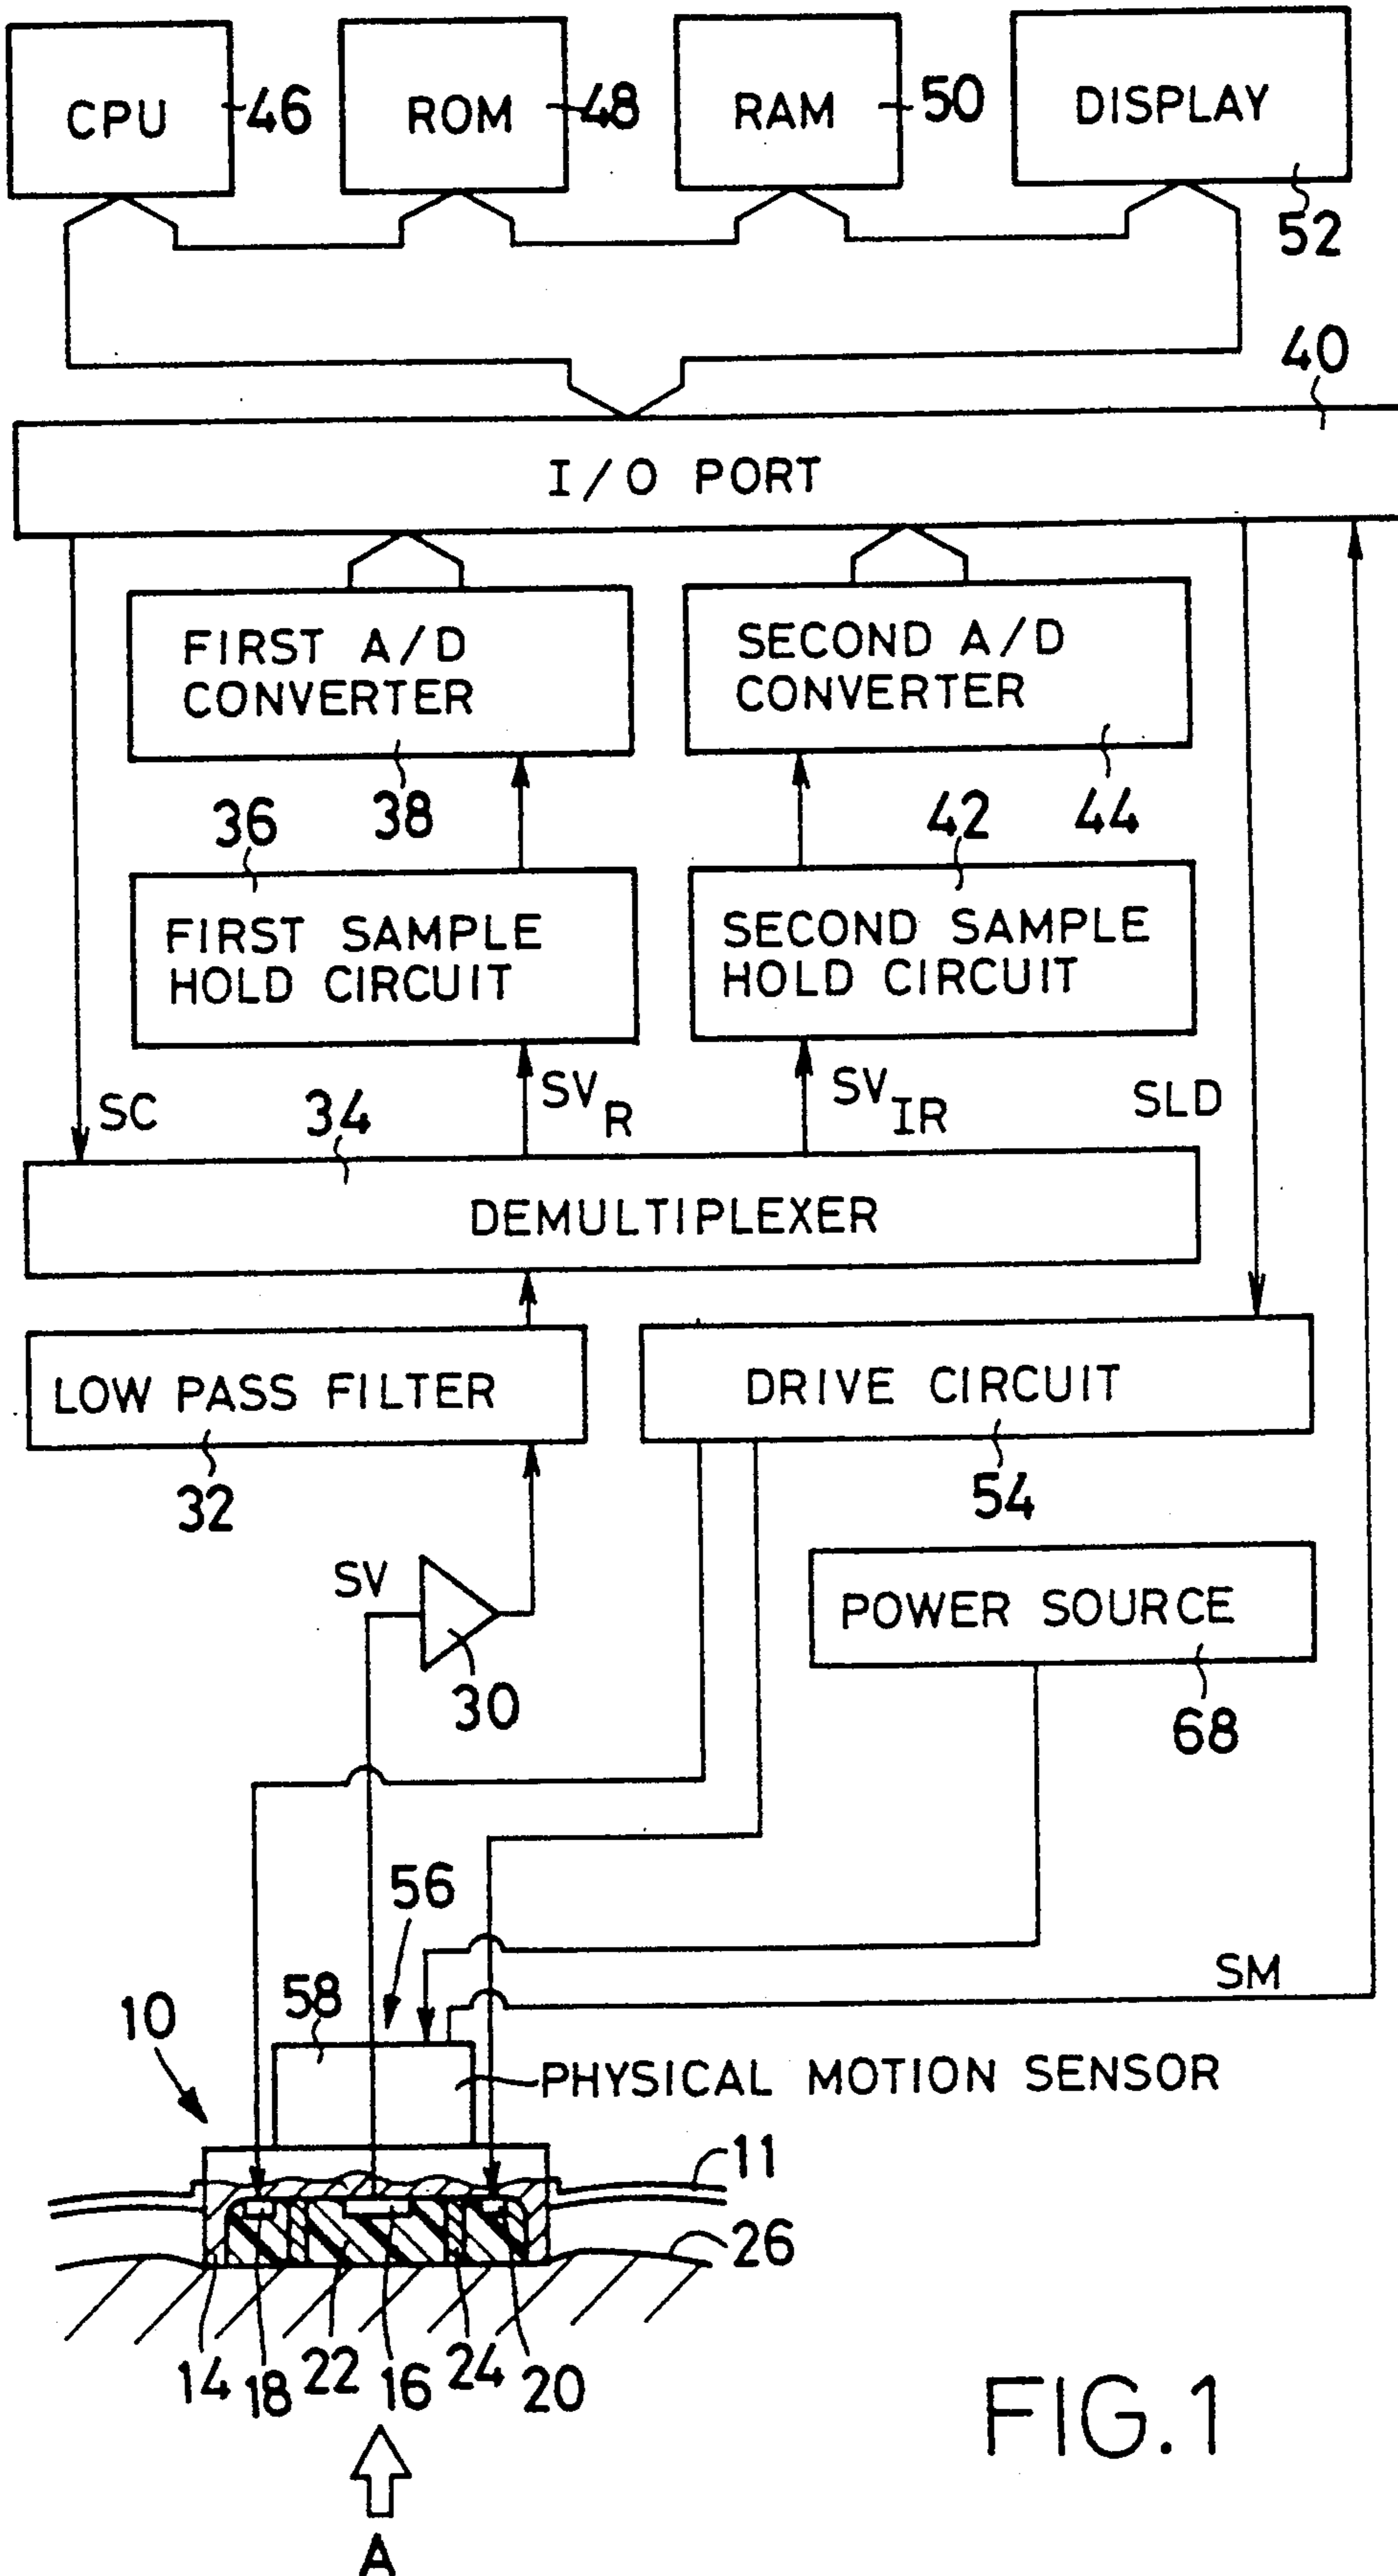 CPU
46
ROM
48
RAM
50
DISPLAY
52
40
I/O PORT
FIRST A/D
CONVERTER
38
SECOND A/D
CONVERTER
44
36
FIRST SAMPLE
HOLD CIRCUIT
42
SECOND SAMPLE
HOLD CIRCUIT
SC
34
SV R
SV IR
SLD
DEMULTIPLEXER
LOW PASS FILTER
32
DRIVE CIRCUIT
54
SV
30
POWER SOURCE
68
56
58
10
SM
PHYSICAL MOTION SENSOR
11
26
14 18 22 16 24 20
A
FIG.1